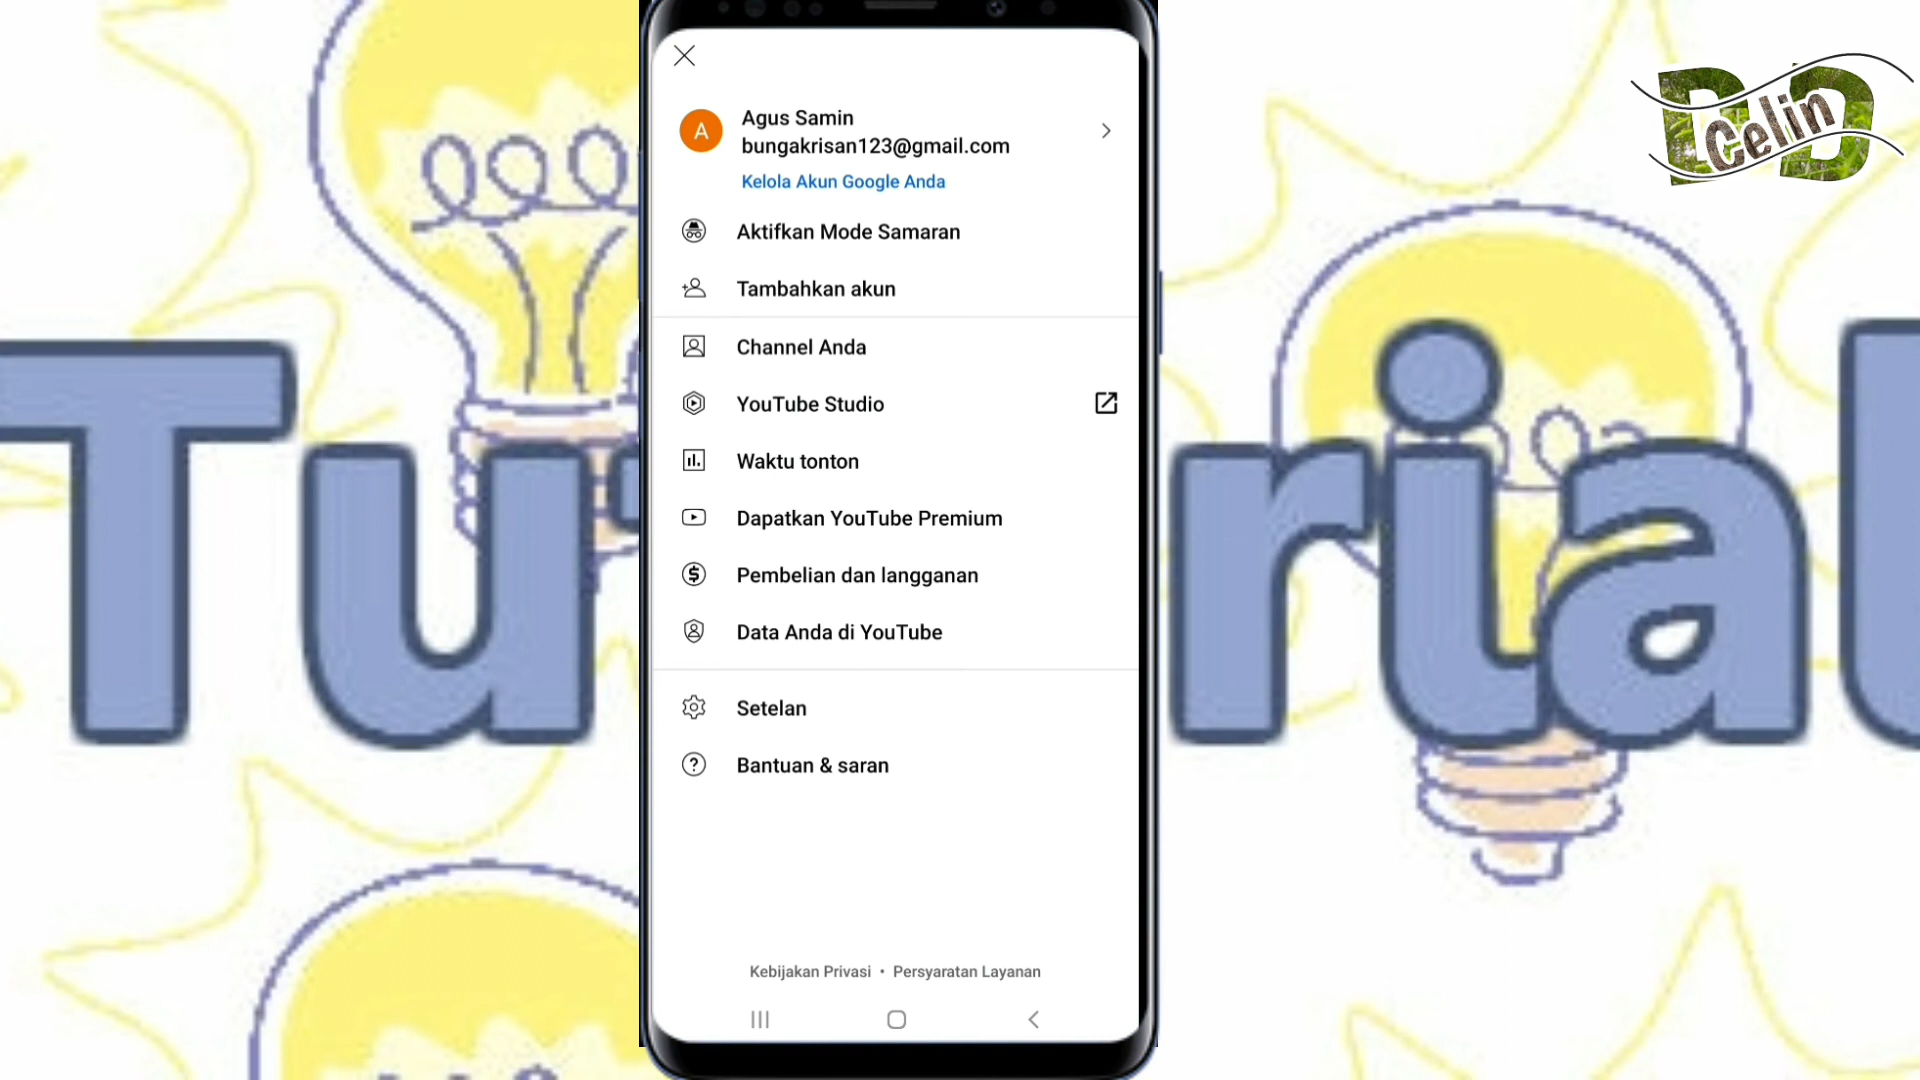 Agus Samin
A
bungakrisan123@gmail.com
Kelola Akun Google Anda
Aktifkan Mode Samaran
Tambahkan akun
Channel Anda
YouTube Studio
Waktu tonton
Dapatkan YouTube Premium
Pembelian dan langganan
Data Anda di YouTube
Setelan
Bantuan & saran
Kebijakan Privasi • Persyaratan Layanan
Tu rial
D Celin D